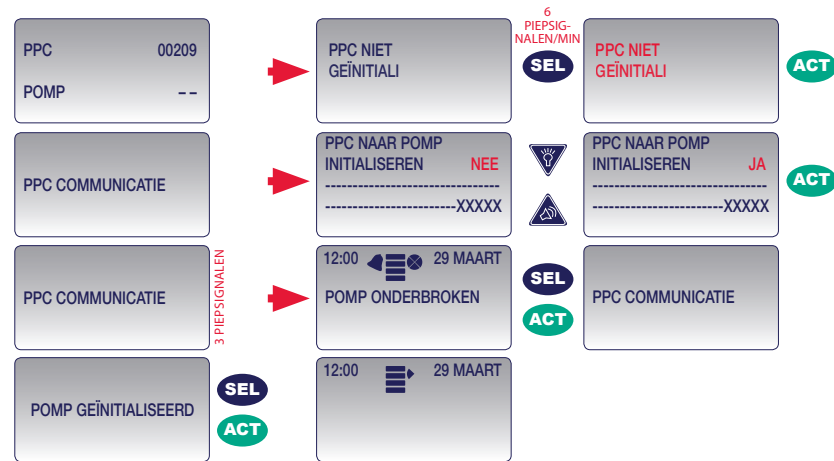 PPC 00209
POMP – –
PPC NIET
GEÏNITIALI
6
PIEPSIG-
NALEN/MIN
SEL
PPC NIET
GEÏNITIALI
ACT
PPC COMMUNICATIE
PPC NAAR POMP
INITIALISEREN NEE
--------------------------------
------------------------XXXXX
PPC NAAR POMP
INITIALISEREN JA
--------------------------------
------------------------XXXXX
ACT
PPC COMMUNICATIE
3 PIEPSIGNALEN
12:00 29 MAART
POMP ONDERBROKEN
SEL
ACT
PPC COMMUNICATIE
POMP GEÏNITIALISEERD
SEL
ACT
12:00 29 MAART